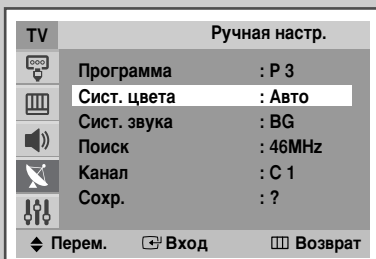 TV Ручная настр.
Программа : P 3
Сист. цвета : Авто
Сист. звука : BG
Поиск : 46MHz
Канал : C 1
Сохр. : ?
Перем. Вход Возврат